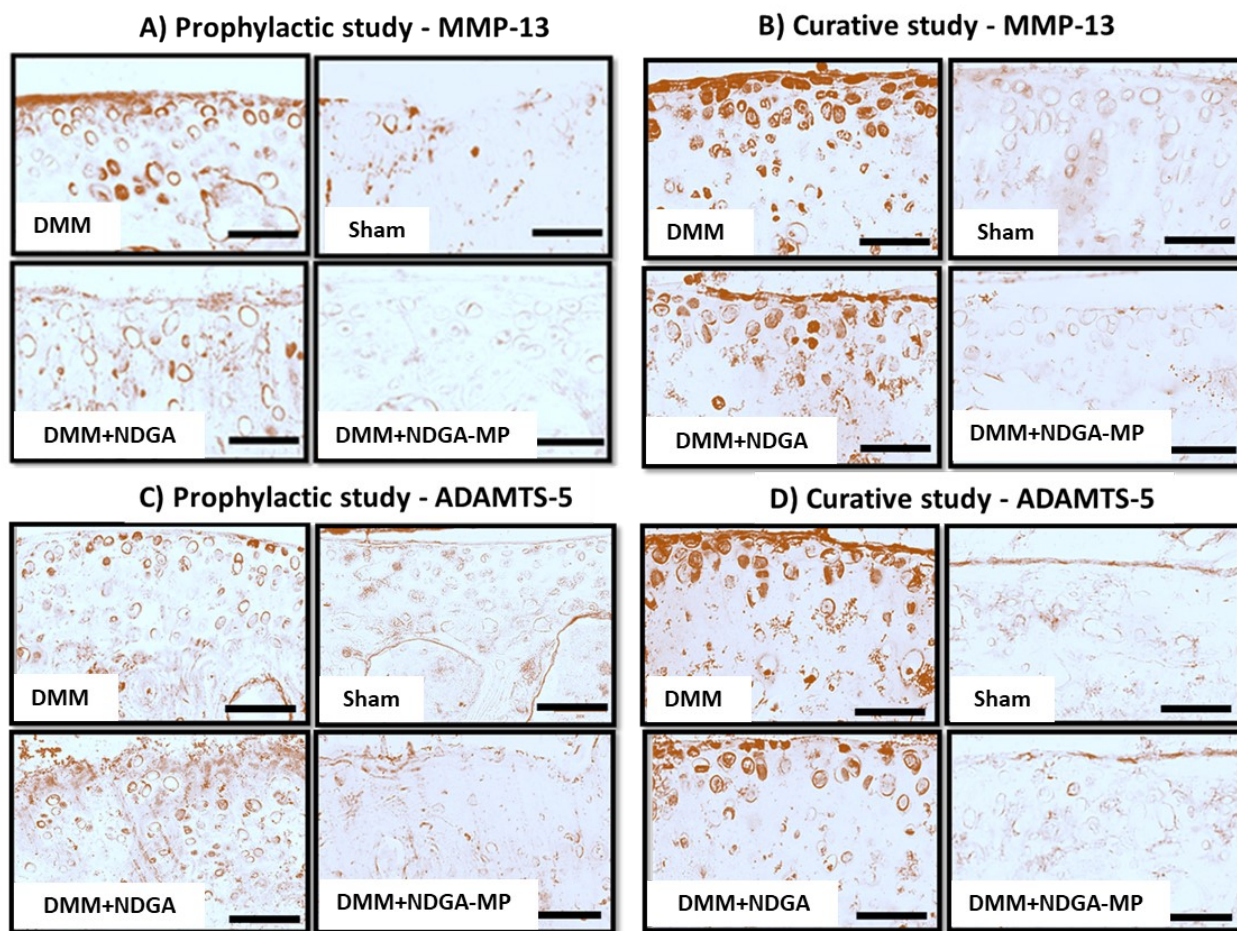 A) Prophylactic study - MMP-13
B) Curative study - MMP-13
DMM
Sham
DMM
Sham
DMM+NDGA
DMM+NDGA-MP
DMM+NDGA
DMM+NDGA-MP
C) Prophylactic study - ADAMTS-5
D) Curative study - ADAMTS-5
DMM
Sham
DMM
Sham
DMM+NDGA
DMM+NDGA-MP
DMM+NDGA
DMM+NDGA-MP